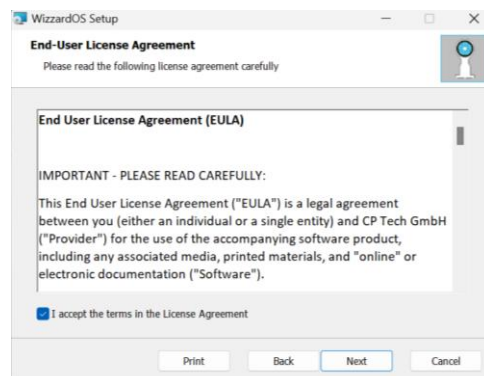 WizzardOS Setup
End-User License Agreement
Please read the following license agreement carefully
End User License Agreement (EULA)
IMPORTANT - PLEASE READ CAREFULLY:
This End User License Agreement ("EULA") is a legal agreement
between you (either an individual or a single entity) and CP Tech GmbH
("Provider") for the use of the accompanying software product,
including any associated media, printed materials, and "online" or
electronic documentation ("Software").
I accept the terms in the License Agreement
Print Back Next Cancel